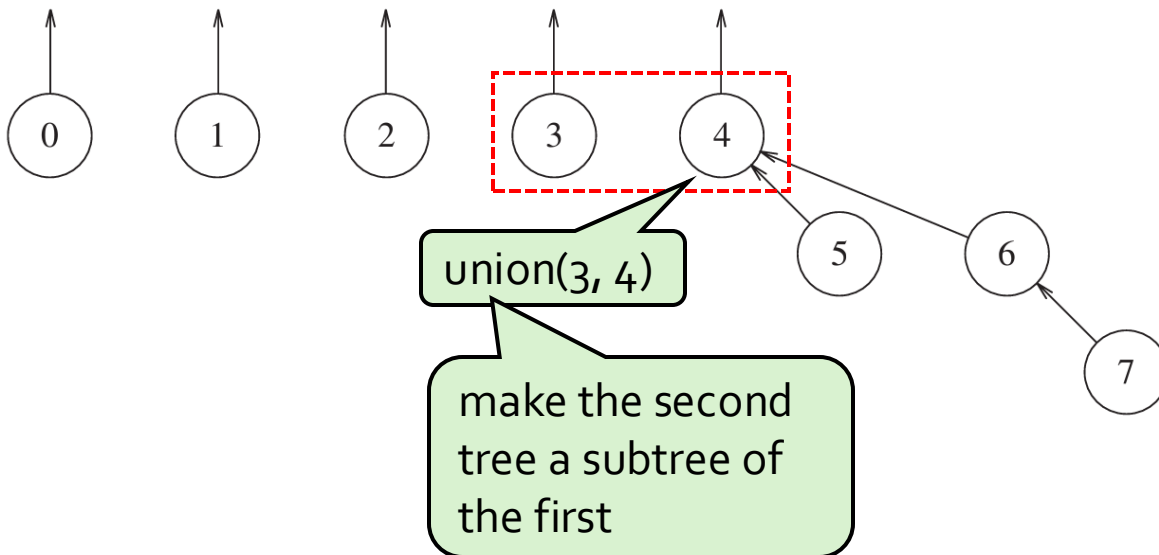 0 1 2 3 4
5 6
union(3, 4)
7
make the second
tree a subtree of
the first